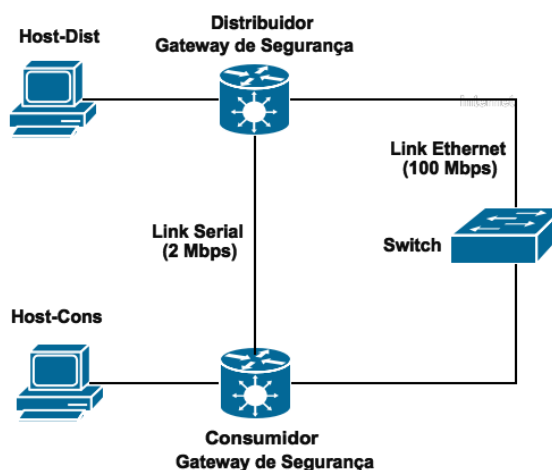 Distribuidor
Gateway de Segurança
Host-Dist
Link Ethernet
(100 Mbps)
Link Serial
(2 Mbps)
Switch
Host-Cons
Consumidor
Gateway de Segurança